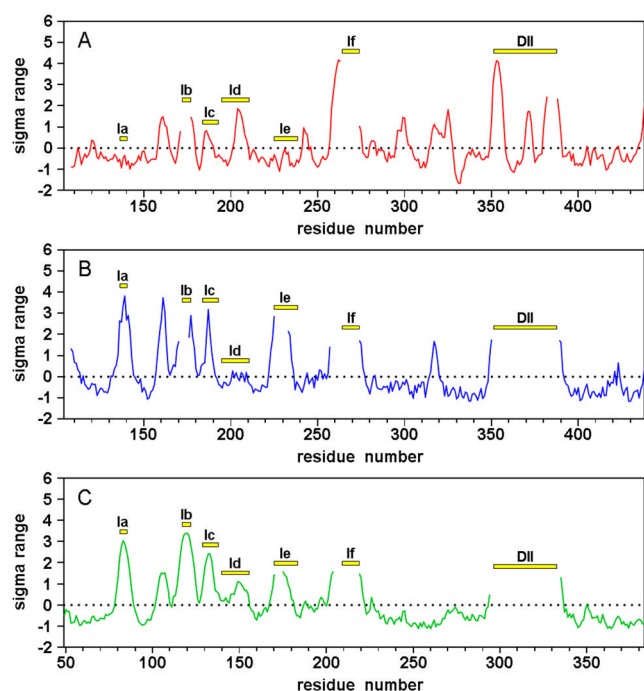 A
sigma range
6
5
4
3
2
1
0
-1
-2
Ia
Ib
Ic
Id
Ie
If
DII
150 200 250 300 350 400
residue number
B
sigma range
6
5
4
3
2
1
0
-1
-2
Ia
Ib
Ic
Id
Ie
If
DII
150 200 250 300 350 400
residue number
C
sigma range
6
5
4
3
2
1
0
-1
-2
Ia
Ib
Ic
Id
Ie
If
DII
50 100 120 200 210 250 300 350
residue number